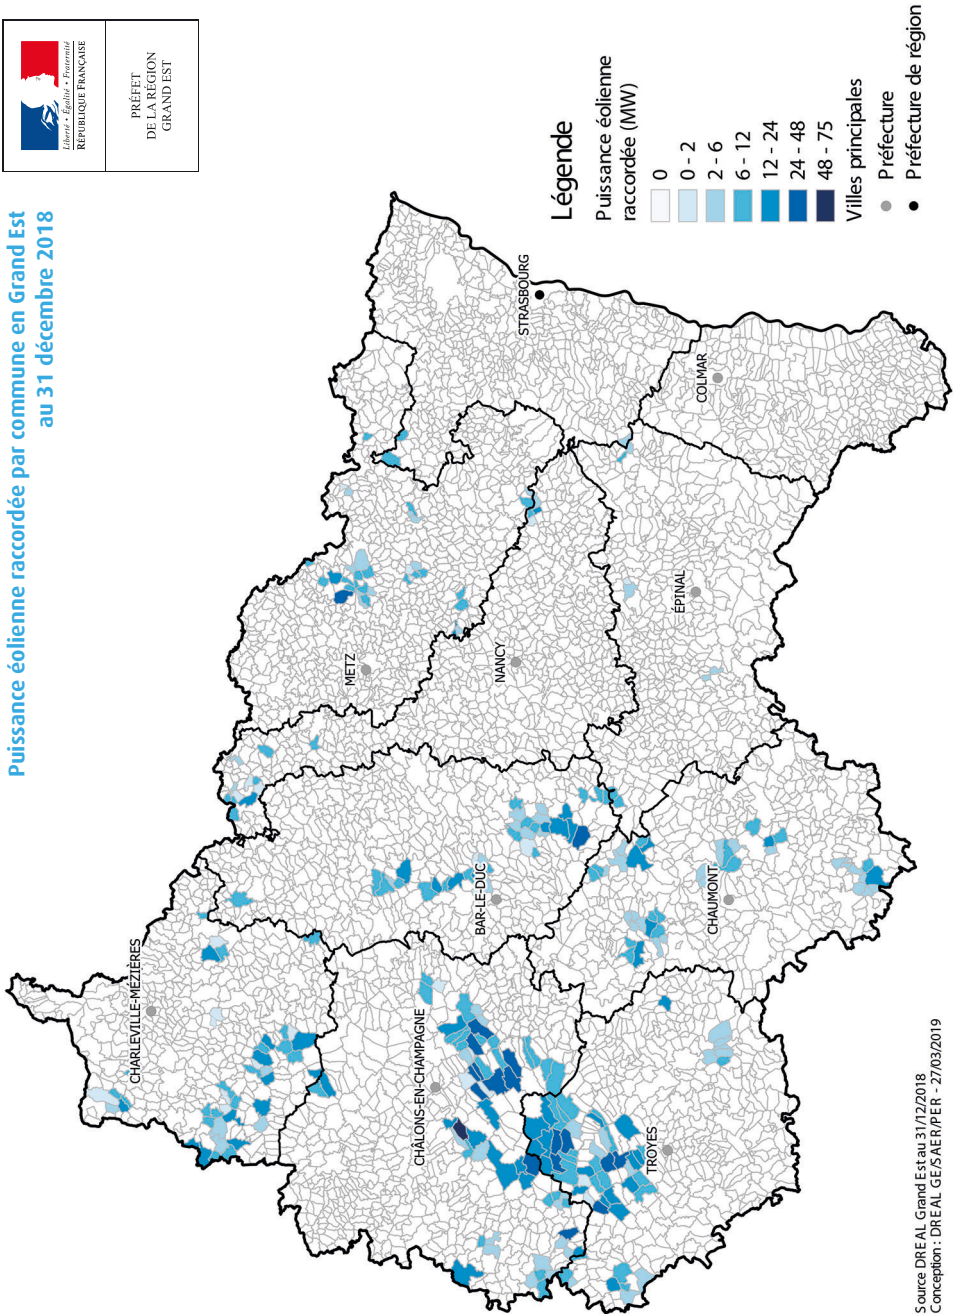 Liberté • Égalité • Fraternité
RÉPUBLIQUE FRANÇAISE
PRÉFET
DE LA RÉGION
GRAND EST
Puissance éolienne raccordée par commune en Grand Est
au 31 décembre 2018
CHARLEVILLE-MÉZIÈRES
METZ
STRASBOURG
CHÂLONS-EN-CHAMPAGNE
BAR-LE-DUC
NANCY
TROYES
CHAUMONT
ÉPINAL
COLMAR
Légende
Puissance éolienne
raccordée (MW)
0
0 - 2
2 - 6
6 - 12
12 - 24
24 - 48
48 - 75
Villes principales
Préfecture
Préfecture de région
Source DREAL Grand Est au 31/12/2018
Conception : DREAL GE/SAER/PER - 27/03/2019